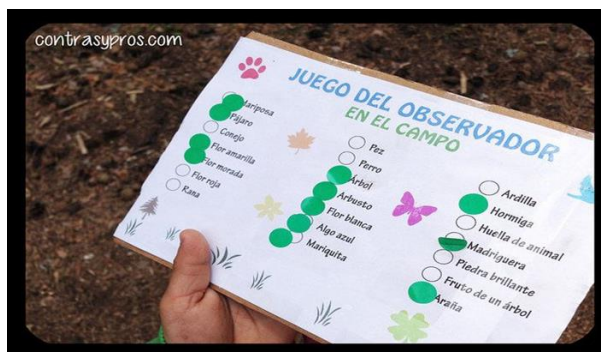 contrasypros.com
JUEGO DEL OBSERVADOR
EN EL CAMPO
Mariposa
Pájaro
Conejo
Flor amarilla
Flor morada
Flor roja
Rana
Pez
Perro
Árbol
Arbusto
Flor blanca
Algo azul
Mariquita
Ardilla
Hormiga
Huella de animal
Madriguera
Piedra brillante
Fruto de un árbol
Araña